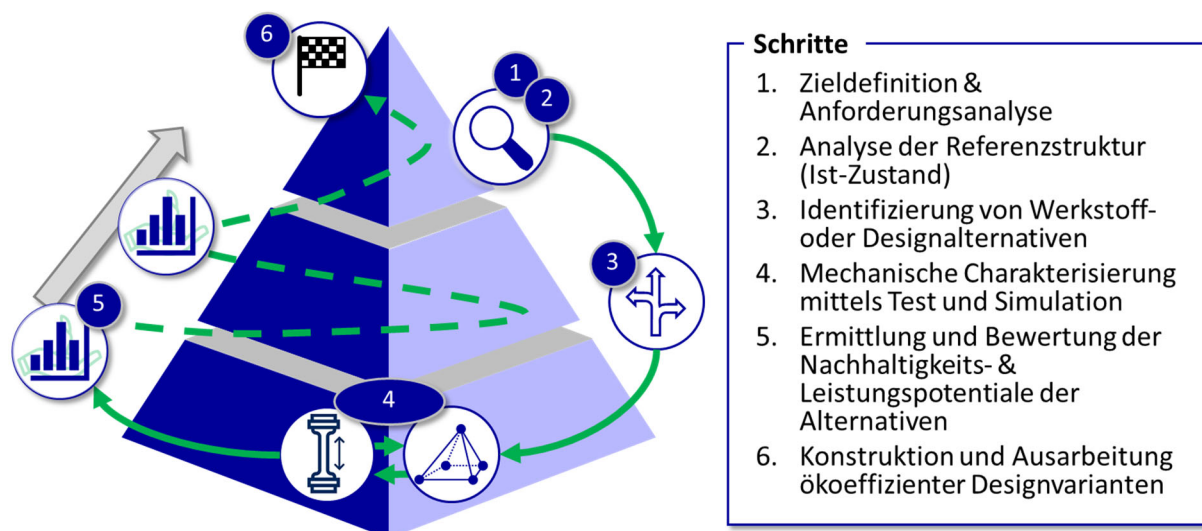 6
1
2
3
5
4
Schritte
1. Zieldefinition &
Anforderungsanalyse
2. Analyse der Referenzstruktur
(Ist-Zustand)
3. Identifizierung von Werkstoff-
oder Designalternativen
4. Mechanische Charakterisierung
mittels Test und Simulation
5. Ermittlung und Bewertung der
Nachhaltigkeits- &
Leistungspotentiale der
Alternativen
6. Konstruktion und Ausarbeitung
ökoeffizienter Designvarianten